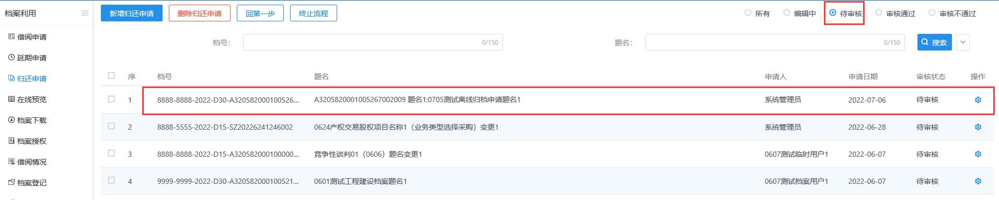 档案利用
借阅申请
延期申请
归还申请
在线预览
档案下载
档案授权
借阅情况
档案登记
新增归还申请 删除归还申请 回第一步 终止流程 所有 编辑中 待审核 审核通过 审核不通过
档号： 0/150 题名： 0/150 搜索
序 档号 题名 申请人 申请日期 审核状态 操作
1 8888-8888-2022-D30-A320582000100526... A3205820001005267002009 题名1;0705测试离线归档申请题名1 系统管理员 2022-07-06 待审核
2 8888-5555-2022-D15-SZ20226241246002 0624产权交易股权项目名称1（业务类型选择采购）变更1 系统管理员 2022-06-28 待审核
3 8888-8888-2022-D15-A320582000100000... 竞争性谈判01（0606）题名变更1 0607测试临时用户1 2022-06-07 待审核
4 9999-9999-2022-D30-A320582000100521... 0601测试工程建设档案题名1 0607测试档案用户1 2022-06-07 待审核